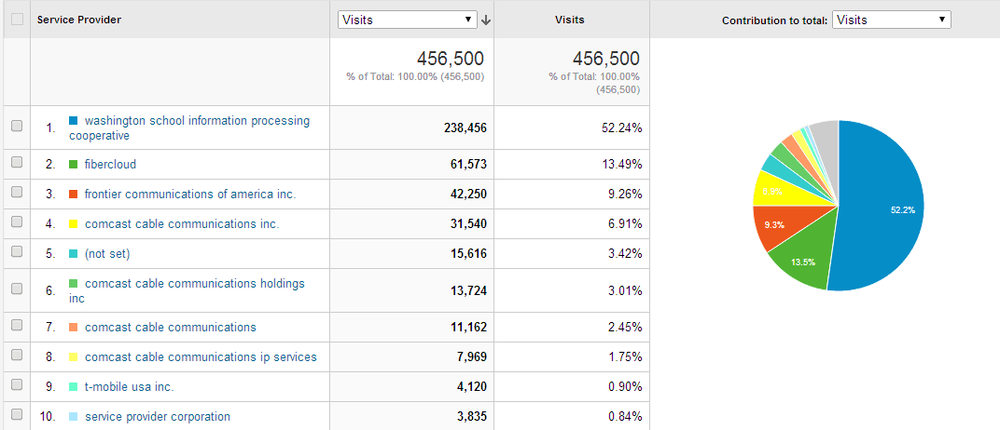 Service Provider Visits Visits Contribution to total: Visits
456,500 456,500
% of Total: 100.00% (456,500) % of Total: 100.00%
(456,500)
1. washington school information processing
cooperative 238,456 52.24%
2. fibercloud 61,573 13.49%
3. frontier communications of america inc. 42,250 9.26%
4. comcast cable communications inc. 31,540 6.91%
5. (not set) 15,616 3.42%
6. comcast cable communications holdings
inc 13,724 3.01%
7. comcast cable communications 11,162 2.45%
8. comcast cable communications ip services 7,969 1.75%
9. t-mobile usa inc. 4,120 0.90%
10. service provider corporation 3,835 0.84%
52.2%
13.5%
9.3%
6.9%